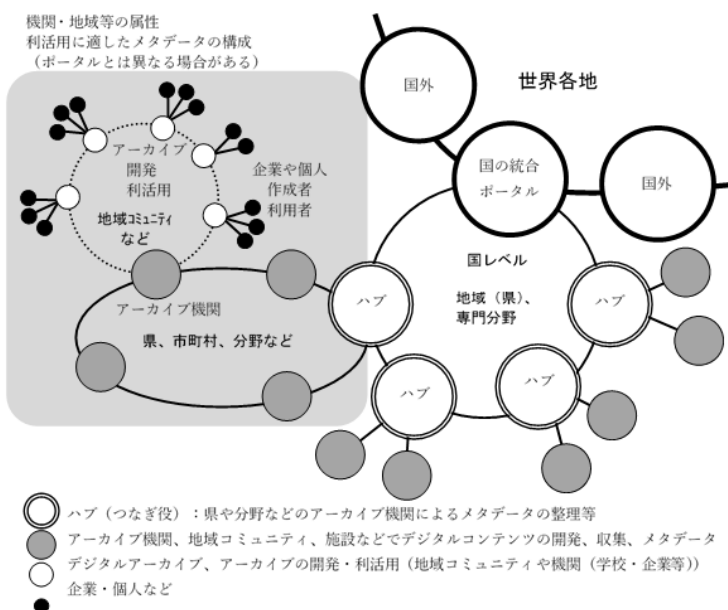 機関・地域等の属性
利活用に適したメタデータの構成
（ポータルとは異なる場合がある）
国外
世界各地
アーカイブ
開発
利活用
企業や個人
作成者
利用者
国の統合
ポータル
国外
地域コミュニティ
など
国レベル
ハブ
地域（県）、
専門分野
ハブ
アーカイブ機関
県、市町村、分野など
ハブ
ハブ
ハブ（つなぎ役）：県や分野などのアーカイブ機関によるメタデータの整理等
アーカイブ機関、地域コミュニティ、施設などでデジタルコンテンツの開発、収集、メタデータ
デジタルアーカイブ、アーカイブの開発・利活用（地域コミュニティや機関（学校・企業等））
企業・個人など